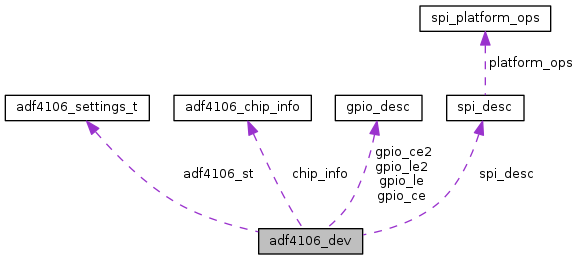 spi_platform_ops
platform_ops
adf4106_settings_t
adf4106_chip_info
gpio_desc
spi_desc
adf4106_st
chip_info
gpio_ce2
gpio_le2
gpio_le
gpio_ce
spi_desc
adf4106_dev